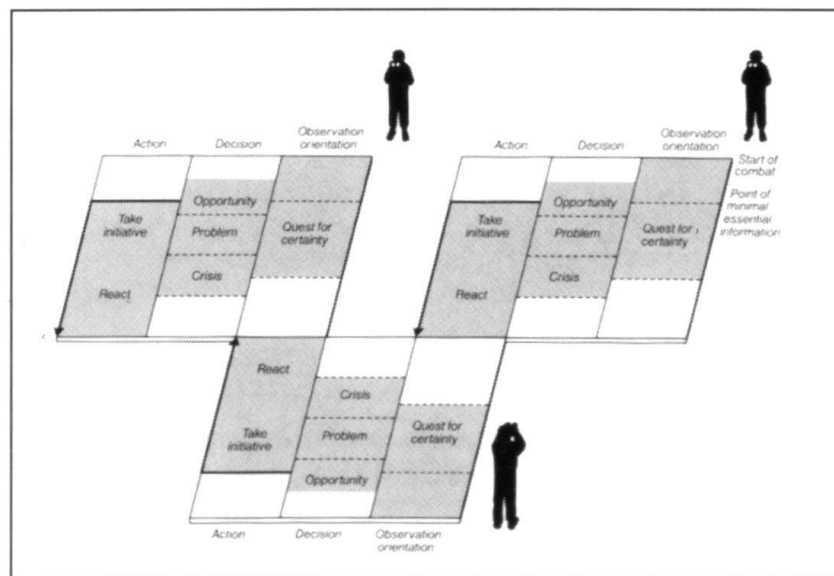 Action
Decision
Observation
orientation
Take
initiative
React
Opportunity
Problem
Crisis
Quest for
certainty
Action
Decision
Observation
orientation
Start of
combat
Point of
minimal
essential
information
Take
initiative
React
Opportunity
Problem
Crisis
Quest for
certainty
React
Take
initiative
Crisis
Problem
Opportunity
Quest for
certainty
Action
Decision
Observation
orientation